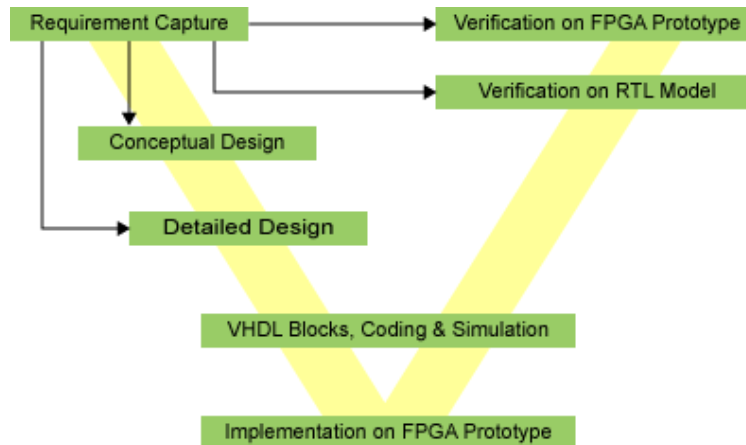 Requirement Capture
Verification on FPGA Prototype
Verification on RTL Model
Conceptual Design
Detailed Design
VHDL Blocks, Coding & Simulation
Implementation on FPGA Prototype